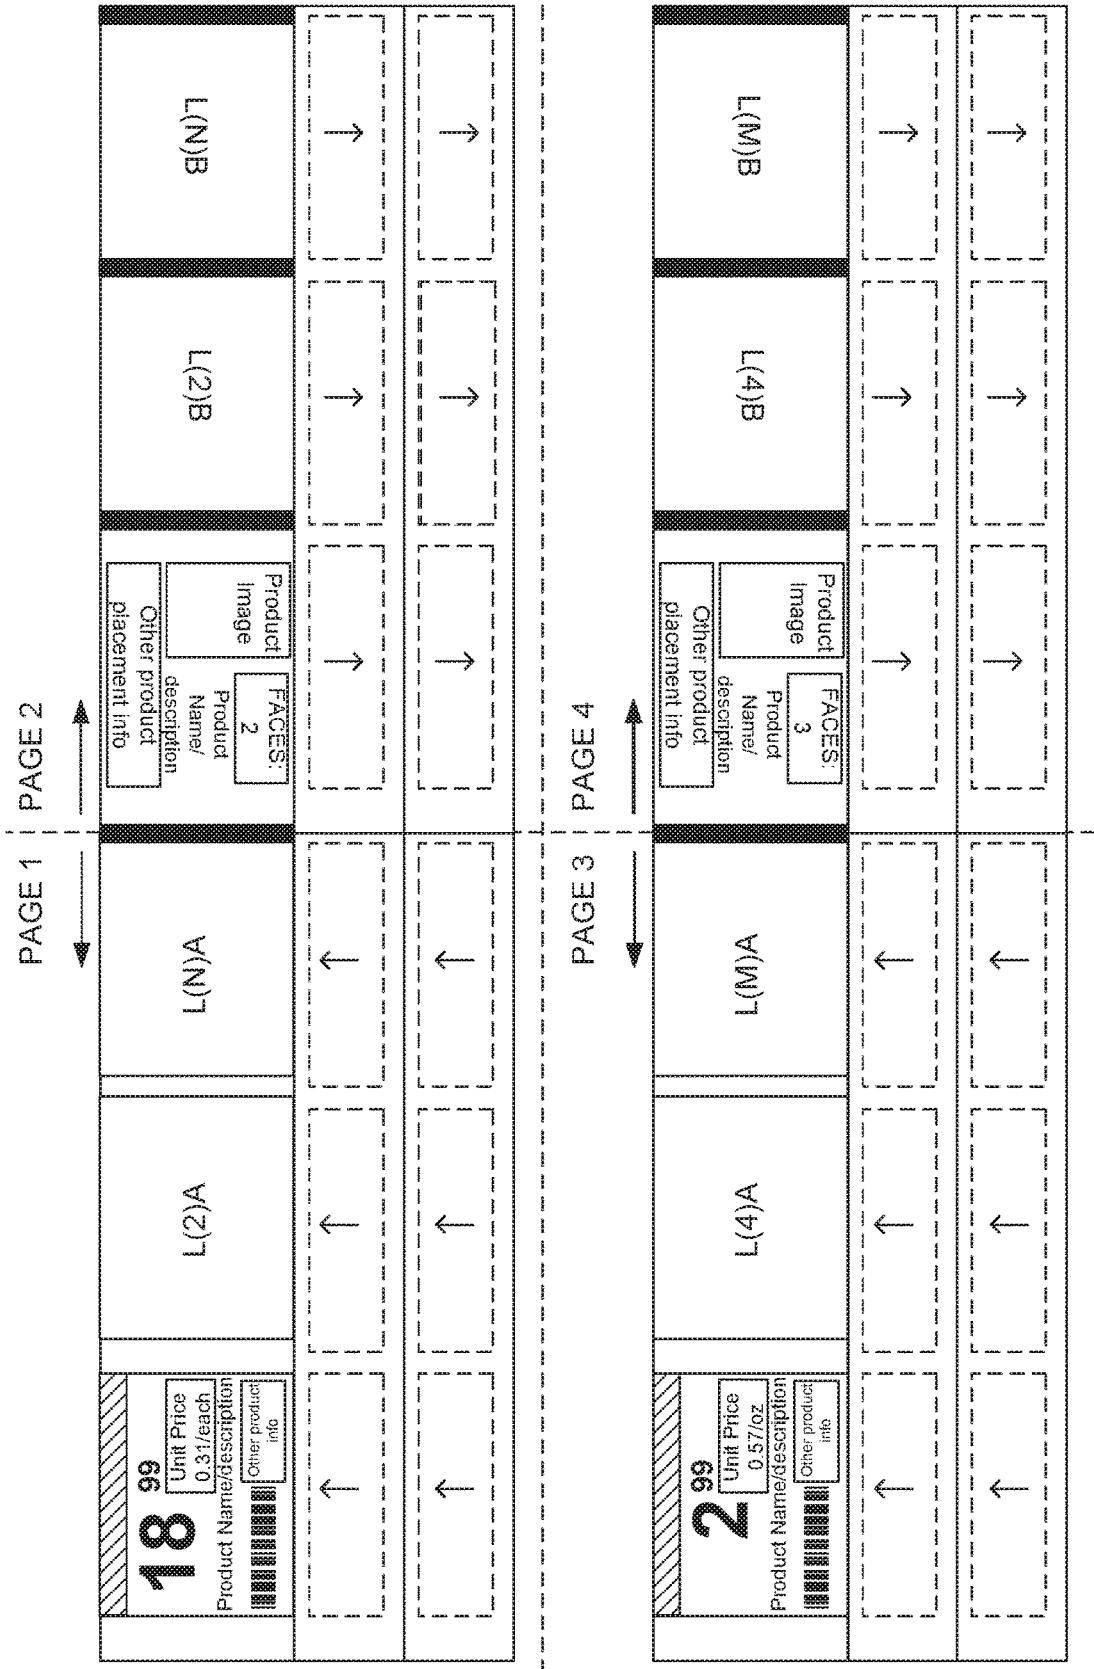 PAGE 1
18 99
Unit Price
0.31/each
Product Name/description
Other product
info
L(2)A
L(N)A
PAGE 2
Product
Image
FACES:
2
Product
Name/
description
Other product
placement info
L(2)B
L(N)B
PAGE 3
2 99
Unit Price
0.57/oz
Product Name/description
Other product
info
L(4)A
L(M)A
PAGE 4
Product
Image
FACES:
3
Product
Name/
description
Other product
placement info
L(4)B
L(M)B